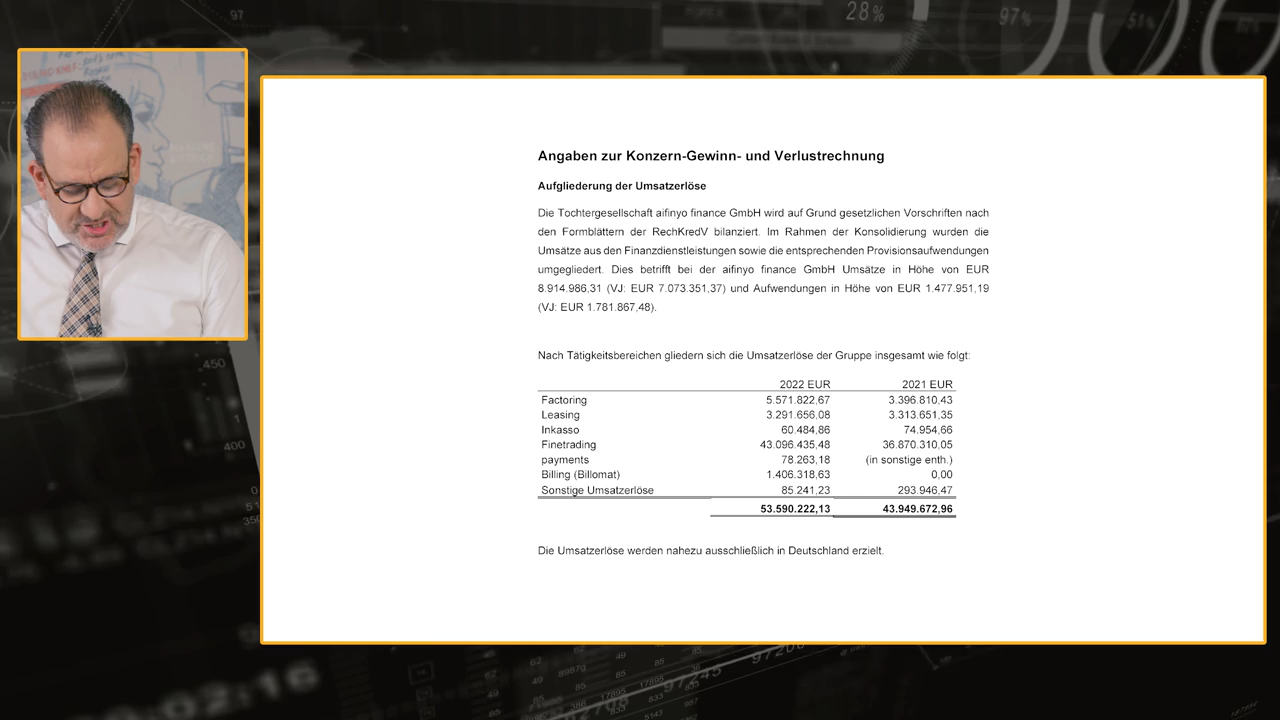 97
28%
97%
51%
Angaben zur Konzern-Gewinn- und Verlustrechnung
Aufgliederung der Umsatzerlöse
Die Tochtergesellschaft aifinyo finance GmbH wird auf Grund gesetzlichen Vorschriften nach
den Formblättern der RechKredV bilanziert. Im Rahmen der Konsolidierung wurden die
Umsätze aus den Finanzdienstleistungen sowie die entsprechenden Provisionsaufwendungen
umgegliedert. Dies betrifft bei der aifinyo finance GmbH Umsätze in Höhe von EUR
8.914.986,31 (VJ: EUR 7.073.351,37) und Aufwendungen in Höhe von EUR 1.477.951,19
(VJ: EUR 1.781.867,48).
Nach Tätigkeitsbereichen gliedern sich die Umsatzerlöse der Gruppe insgesamt wie folgt:
2022 EUR 2021 EUR
Factoring 5.571.822,67 3.396.810,43
Leasing 3.291.656,08 3.313.651,35
Inkasso 60.484,86 74.954,66
Finetrading 43.096.435,48 36.870.310,05
payments 78.263,18 (in sonstige enth.)
Billing (Billomat) 1.406.318,63 0,00
Sonstige Umsatzerlöse 85.241,23 293.946,47
53.590.222,13 43.949.672,96
Die Umsatzerlöse werden nahezu ausschließlich in Deutschland erzielt.
450
400
97245